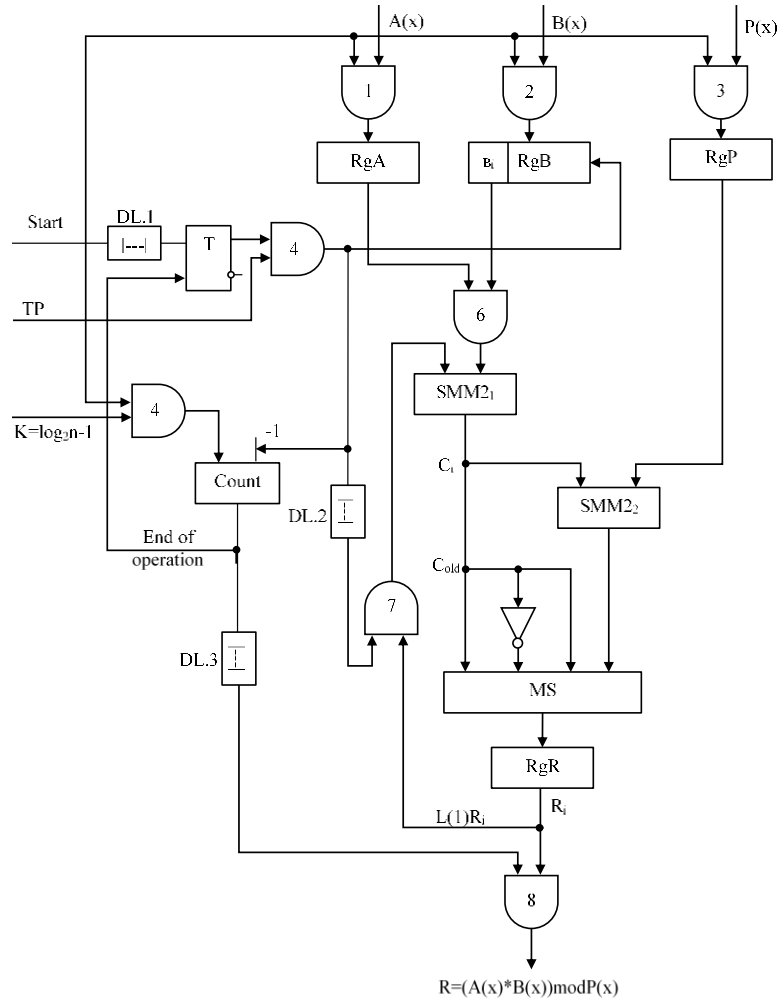 A(x)
B(x)
P(x)
1
2
3
RgA
Bi RgB
RgP
Start
DL.1
|---|
T
4
TP
6
SMM2₁
4
K=log₂n-1
-1
Count
Cᵢ
SMM2₂
DL.2
End of
operation
Cold
7
DL.3
MS
RgR
Rᵢ
L(1)Rᵢ
8
R=(A(x)*B(x))modP(x)